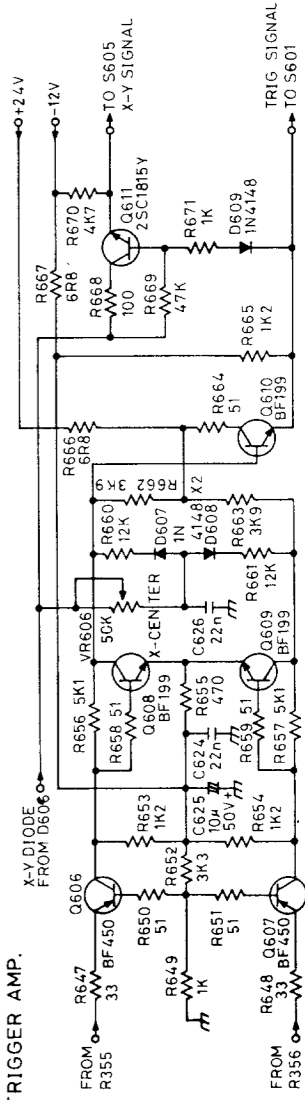 TRIGGER AMP.
X-Y DIODE
FROM D606
+24V
-12V
R667
6R8
R670
4K7
TO S605
X-Y SIGNAL
Q611
2SC1815Y
R668
100
R669
47K
R671
1K
D609
1N4148
TRIG SIGNAL
TO S601
R666
6R8
R665
1K2
R664
51
Q610
BF199
R662 3K9
X2
R663
3K9
R660
12K
D607
1N
4148
D608
R661
12K
VR606
50K
X-CENTER
C626
22n
R656 5K1
R658 51
Q608
BF199
R655
470
Q609
BF199
C624
22n
R659 51
R657 5K1
R653
1K2
R652
3K3
C625
10µ
50V
+
R654
1K2
Q606
BF450
R650
51
R651
51
Q607
BF450
R647
33
R649
1K
R648
33
FROM
R355
FROM
R356